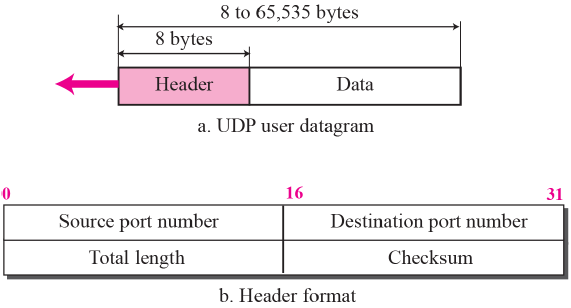 8 to 65,535 bytes
8 bytes
Header Data
a. UDP user datagram
0 16 31
Source port number Destination port number
Total length Checksum
b. Header format